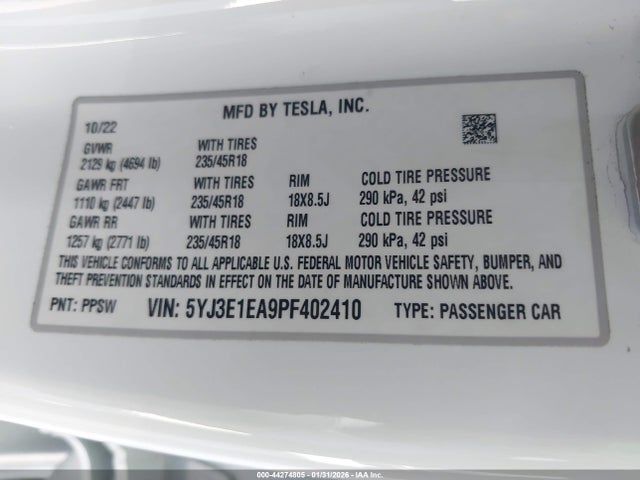 MFD BY TESLA, INC.
10/22
GVWR WITH TIRES
2129 kg (4694 lb) 235/45R18
GAWR FRT WITH TIRES RIM COLD TIRE PRESSURE
1110 kg (2447 lb) 235/45R18 18X8.5J 290 kPa, 42 psi
GAWR RR WITH TIRES RIM COLD TIRE PRESSURE
1257 kg (2771 lb) 235/45R18 18X8.5J 290 kPa, 42 psi
THIS VEHICLE CONFORMS TO ALL APPLICABLE U.S. FEDERAL MOTOR VEHICLE SAFETY, BUMPER, AND
THEFT PREVENTION STANDARDS IN EFFECT ON THE DATE OF MANUFACTURE SHOWN ABOVE.
PNT: PPSW VIN: 5YJ3E1EA9PF402410 TYPE: PASSENGER CAR
000-44274805 - 01/31/2026 - IAA Inc.